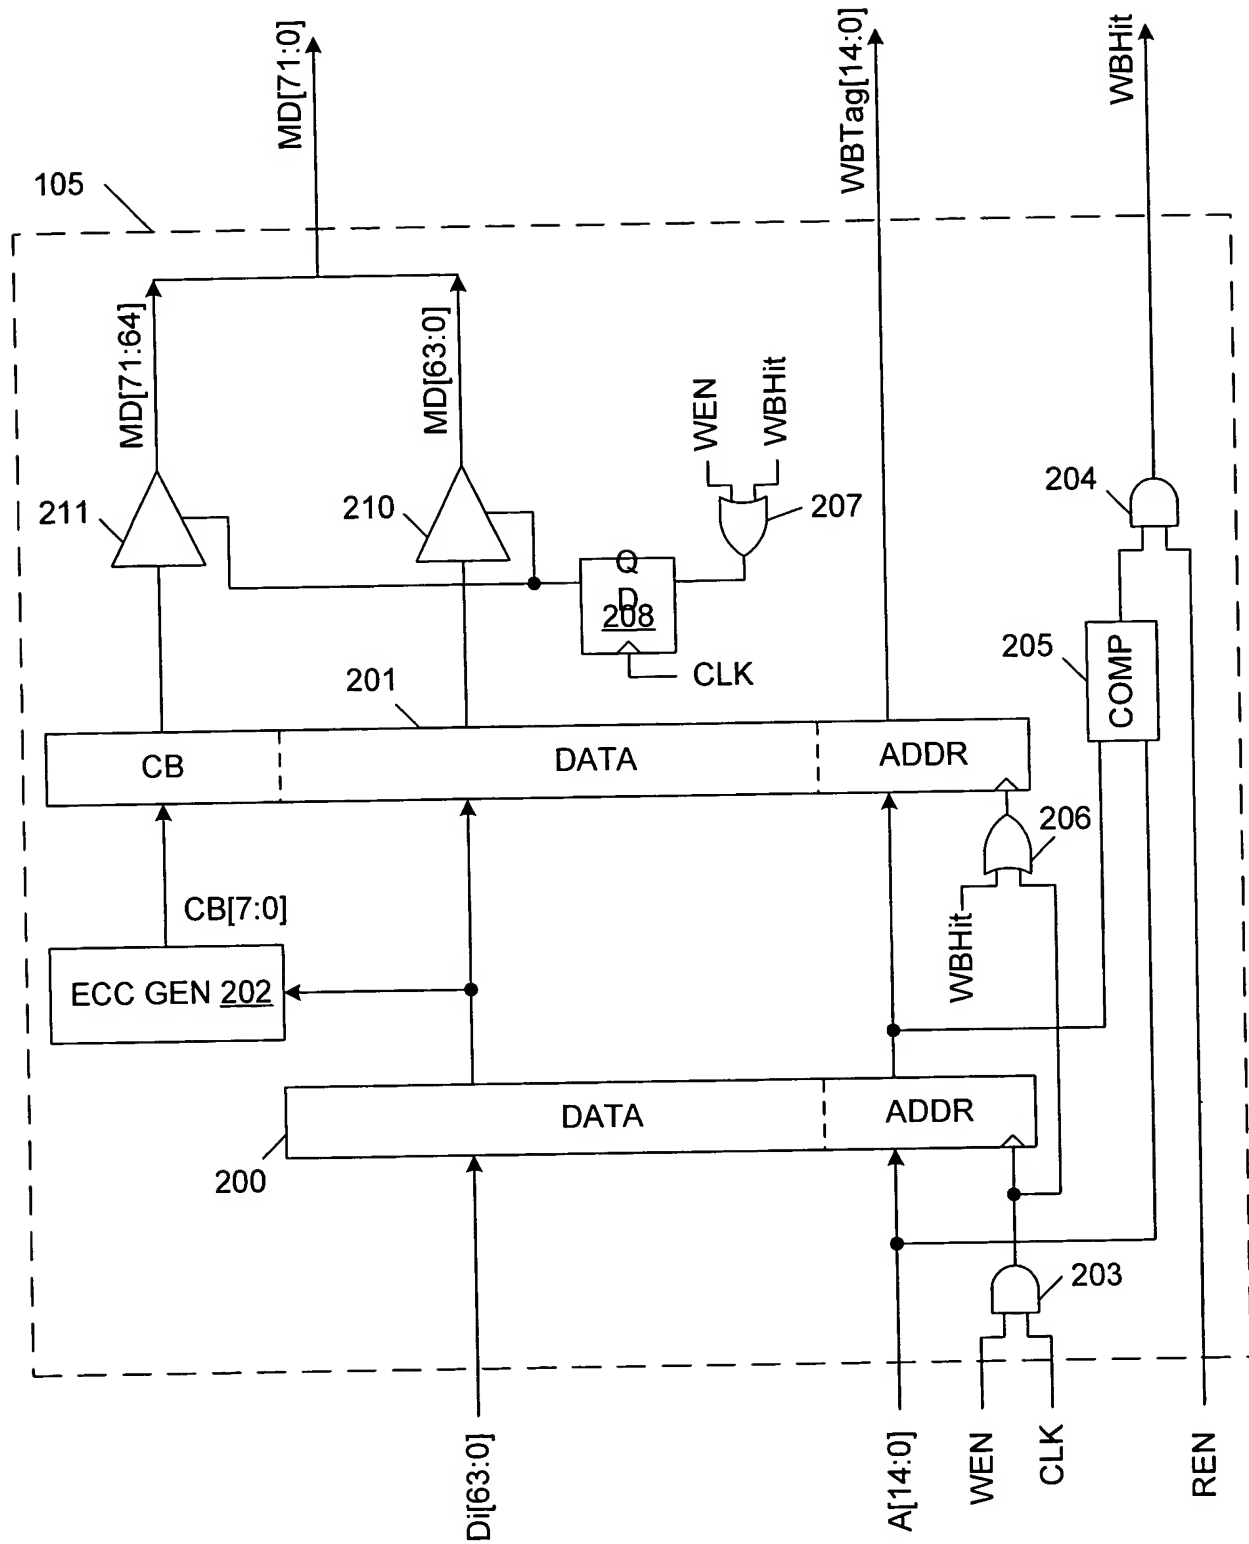 MD[71:0]
WBTag[14:0]
WBHit
105
MD[71:64]
MD[63:0]
WEN
WBHit
211
210
207
204
Q
D
208
CLK
201
205
COMP
CB
DATA
ADDR
206
CB[7:0]
WBHit
ECC GEN 202
DATA
ADDR
200
203
Di[63:0]
A[14:0]
WEN
CLK
REN